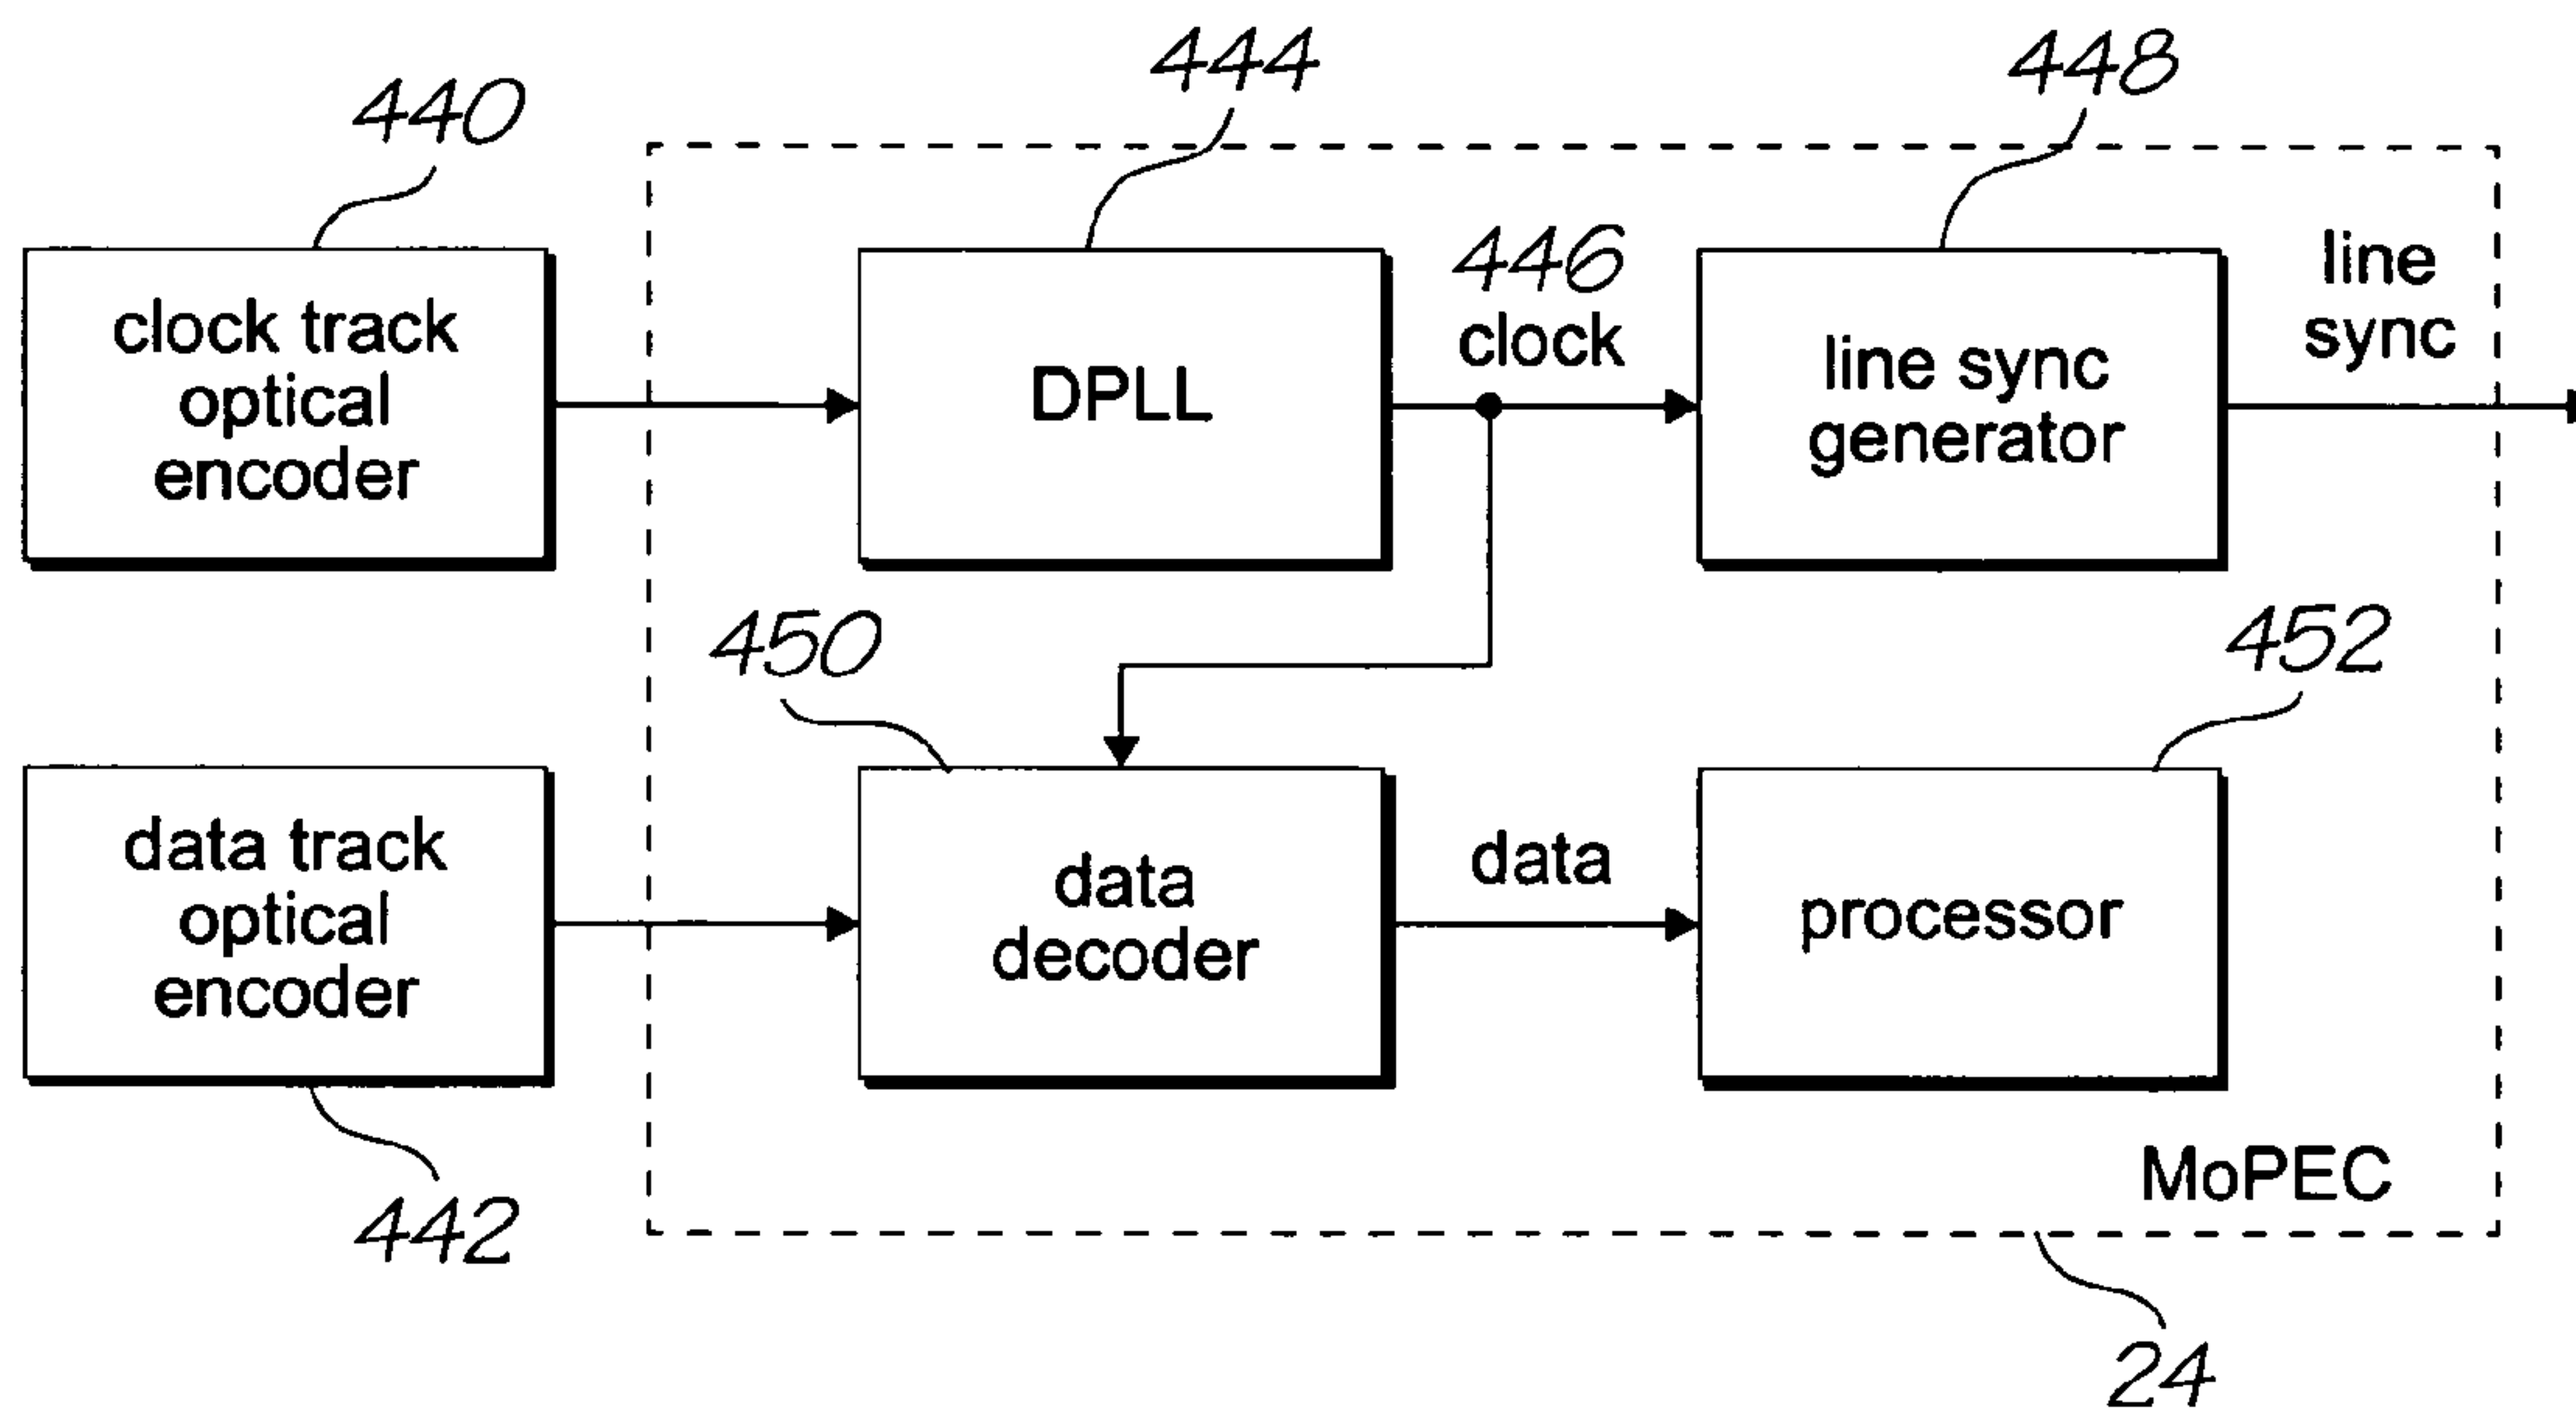 440
444
448
clock track
optical
encoder
DPLL
446
clock
line sync
generator
line
sync
450
452
data track
optical
encoder
data
decoder
data
processor
MoPEC
442
24